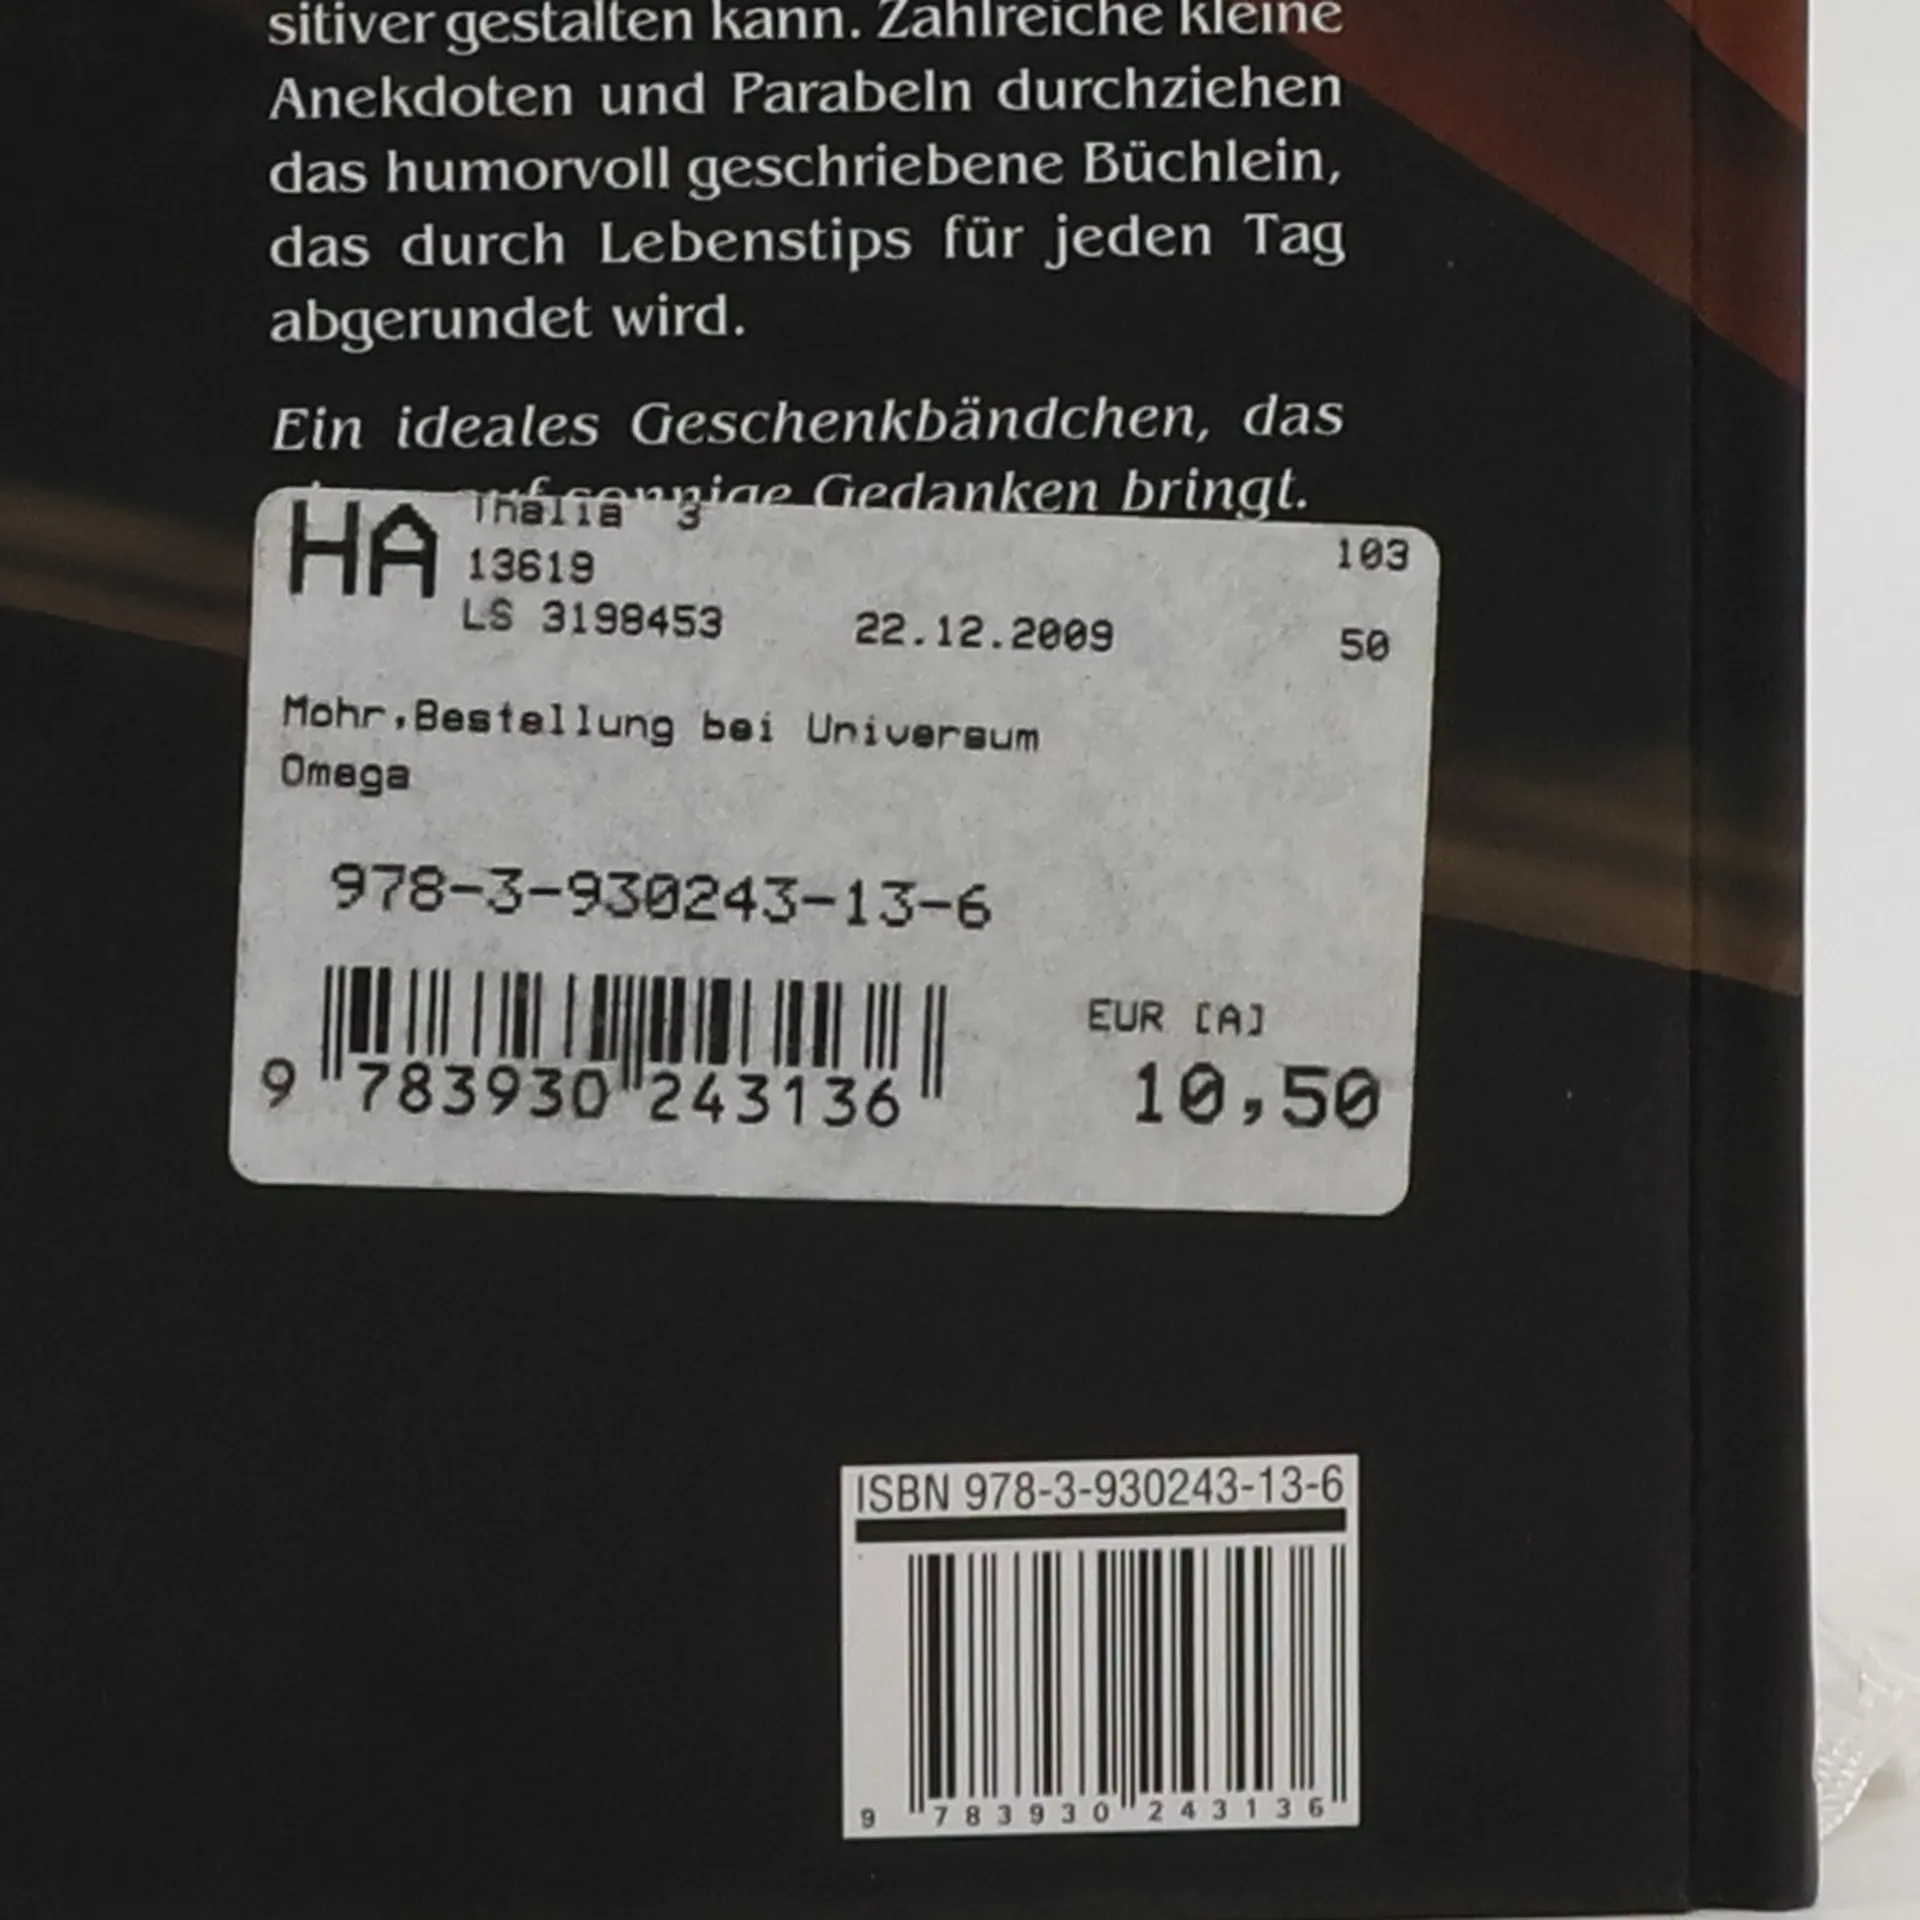 sitiver gestalten kann. Zahlreiche kleine
Anekdoten und Parabeln durchziehen
das humorvoll geschriebene Büchlein,
das durch Lebenstips für jeden Tag
abgerundet wird.
Ein ideales Geschenkbändchen, das
auf sonnige Gedanken bringt.
HA Thalia 3
13619 103
LS 3198453 22.12.2009 50
Mohr,Bestellung bei Universum
Omega
978-3-930243-13-6
EUR [A]
9 783930 243136 10,50
ISBN 978-3-930243-13-6
9 783930 243136